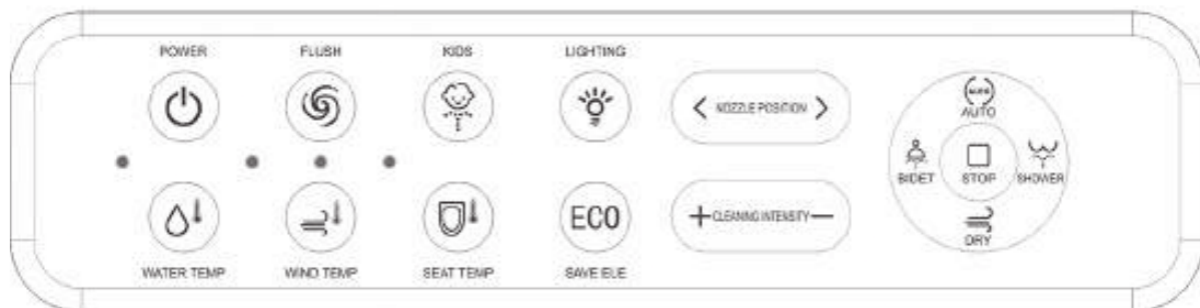 POWER FLUSH KIDS LIGHTING
< NOZZLE POSITION >
AUTO
AUTO
BIDET STOP SHOWER
ECO
+ CLEANING INTENSITY −
DRY
WATER TEMP WIND TEMP SEAT TEMP SAVE ELE